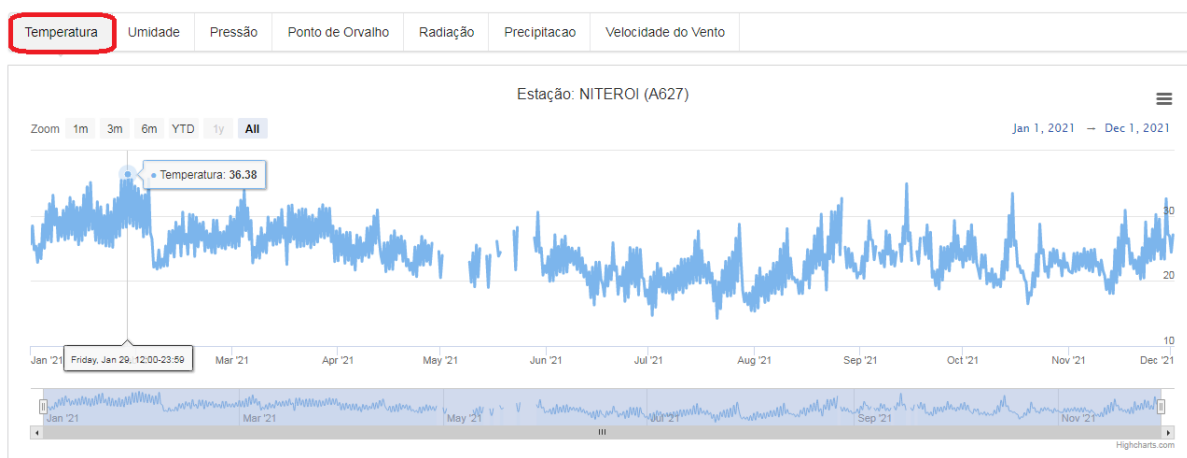 Temperatura Umidade Pressão Ponto de Orvalho Radiação Precipitacao Velocidade do Vento
Estação: NITEROI (A627)
Zoom 1m 3m 6m YTD 1y All Jan 1, 2021 → Dec 1, 2021
Temperatura: 36.38
30
20
10
Jan '21 Friday, Jan 29, 12:00-23:59 Mar '21 Apr '21 May '21 Jun '21 Jul '21 Aug '21 Sep '21 Oct '21 Nov '21 Dec '21
Jan '21 Mar '21 May '21 Jul '21 Sep '21 Nov '21
Highcharts.com